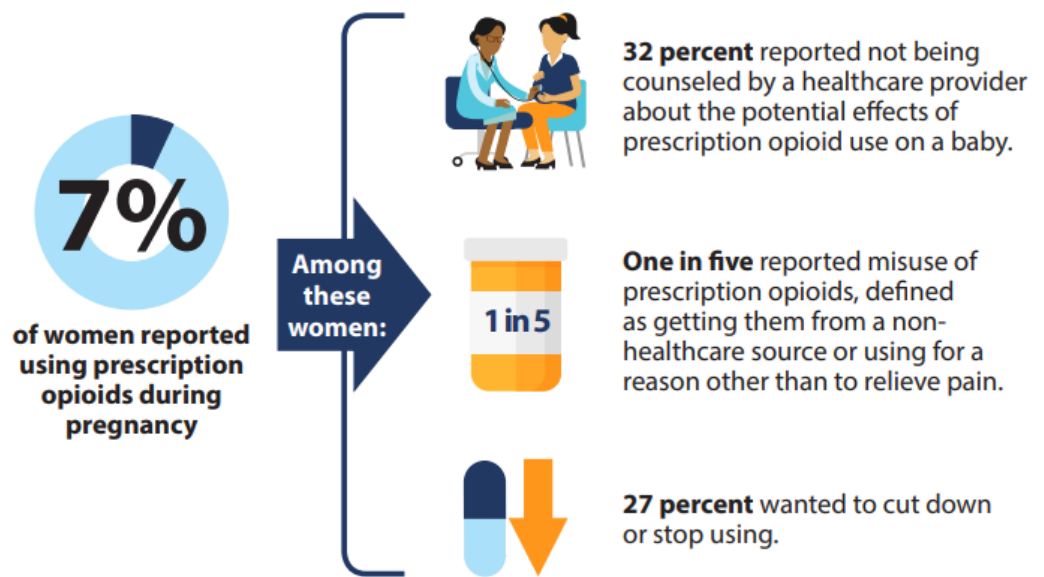 7%
of women reported
using prescription
opioids during
pregnancy
Among
these
women:
32 percent reported not being
counseled by a healthcare provider
about the potential effects of
prescription opioid use on a baby.
1 in 5
One in five reported misuse of
prescription opioids, defined
as getting them from a non-
healthcare source or using for a
reason other than to relieve pain.
27 percent wanted to cut down
or stop using.